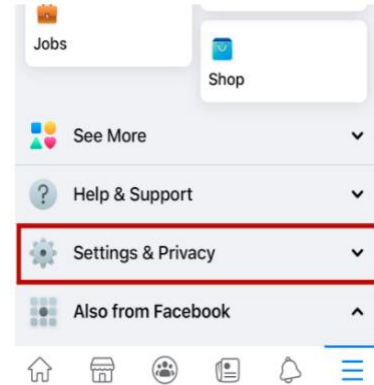 Jobs
Shop
See More
Help & Support
Settings & Privacy
Also from Facebook